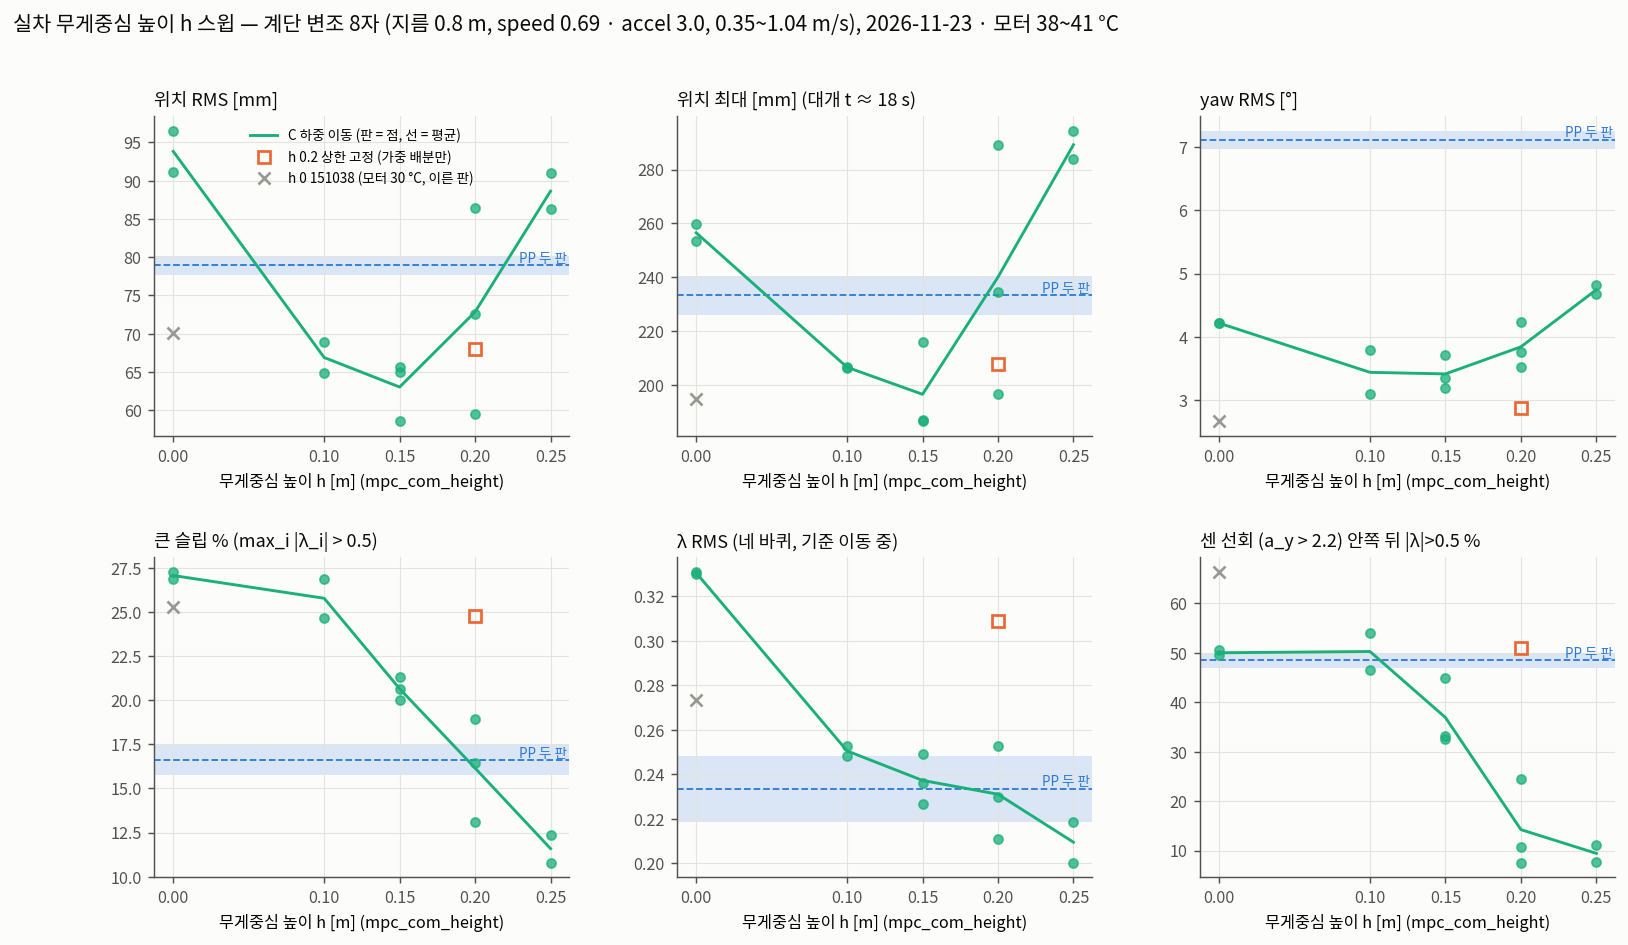 실차 무게중심 높이 h 스윕 — 계단 변조 8자 (지름 0.8 m, speed 0.69 · accel 3.0, 0.35~1.04 m/s), 2026-11-23 · 모터 38~41 °C
위치 RMS [mm]
C 하중 이동 (판 = 점, 선 = 평균)
h 0.2 상한 고정 (가중 배분만)
h 0 151038 (모터 30 °C, 이른 판)
PP 두 판
95
90
85
80
75
70
65
60
0.00 0.10 0.15 0.20 0.25
무게중심 높이 h [m] (mpc_com_height)
위치 최대 [mm] (대개 t ≈ 18 s)
PP 두 판
280
260
240
220
200
0.00 0.10 0.15 0.20 0.25
무게중심 높이 h [m] (mpc_com_height)
yaw RMS [°]
PP 두 판
7
6
5
4
3
0.00 0.10 0.15 0.20 0.25
무게중심 높이 h [m] (mpc_com_height)
큰 슬립 % (max_i |λ_i| > 0.5)
PP 두 판
27.5
25.0
22.5
20.0
17.5
15.0
12.5
10.0
0.00 0.10 0.15 0.20 0.25
무게중심 높이 h [m] (mpc_com_height)
λ RMS (네 바퀴, 기준 이동 중)
PP 두 판
0.32
0.30
0.28
0.26
0.24
0.22
0.20
0.00 0.10 0.15 0.20 0.25
무게중심 높이 h [m] (mpc_com_height)
센 선회 (a_y > 2.2) 안쪽 뒤 |λ|>0.5 %
PP 두 판
60
50
40
30
20
10
0.00 0.10 0.15 0.20 0.25
무게중심 높이 h [m] (mpc_com_height)